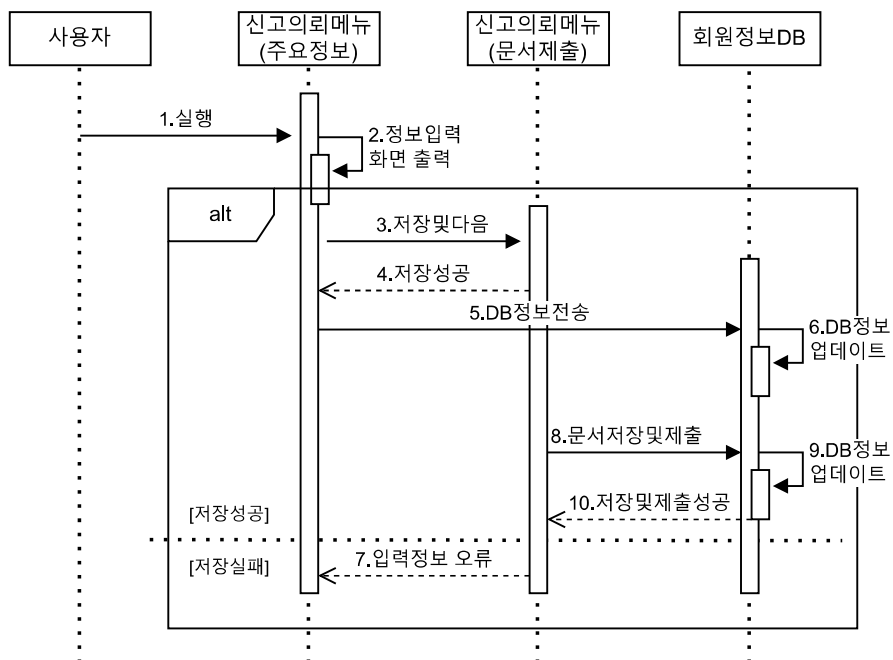 사용자
신고의뢰메뉴
(주요정보)
신고의뢰메뉴
(문서제출)
회원정보DB
1.실행
2.정보입력
화면 출력
alt
3.저장및다음
4.저장성공
5.DB정보전송
6.DB정보
업데이트
8.문서저장및제출
9.DB정보
업데이트
10.저장및제출성공
[저장성공]
7.입력정보 오류
[저장실패]